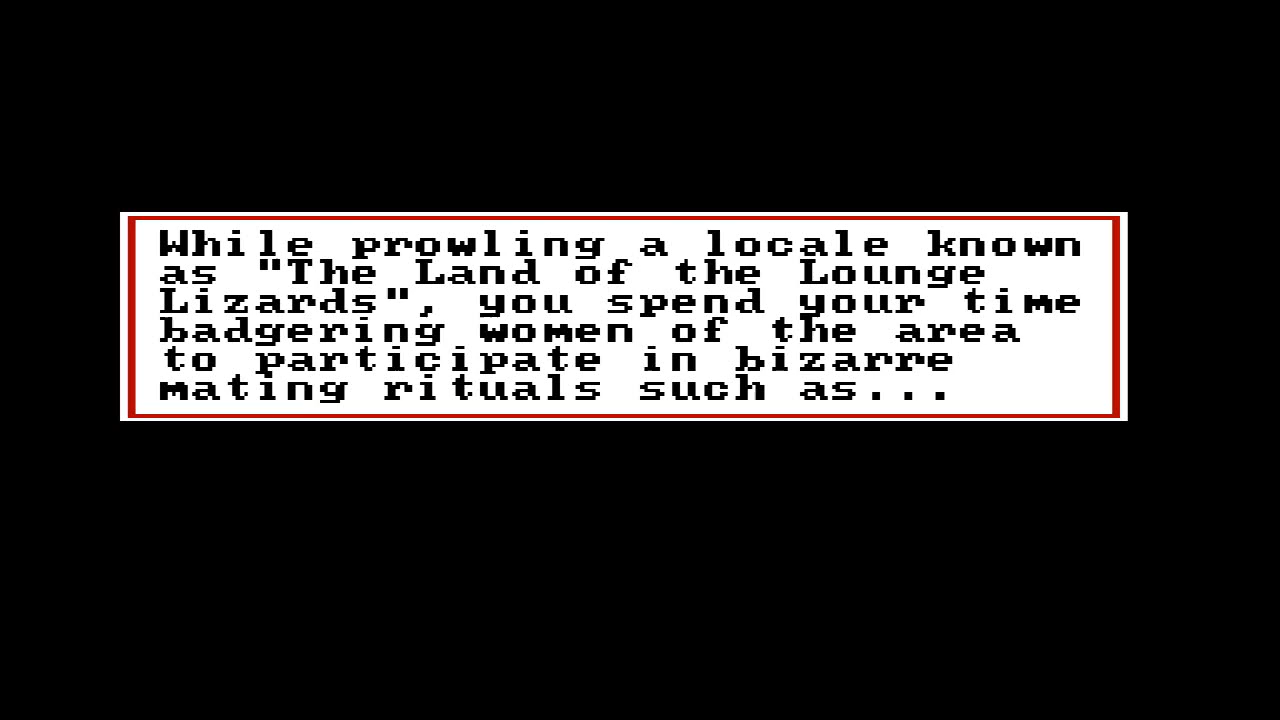 While prowling a locale known
as "The Land of the Lounge
Lizards", you spend your time
badgering women of the area
to participate in bizarre
mating rituals such as...